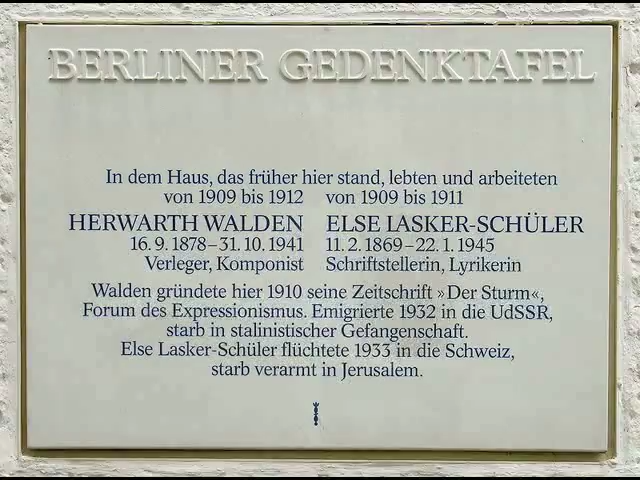 BERLINER GEDENKTAFEL
In dem Haus, das früher hier stand, lebten und arbeiteten
von 1909 bis 1912 von 1909 bis 1911
HERWARTH WALDEN ELSE LASKER-SCHÜLER
16. 9. 1878 – 31. 10. 1941 11. 2. 1869 – 22. 1. 1945
Verleger, Komponist Schriftstellerin, Lyrikerin
Walden gründete hier 1910 seine Zeitschrift »Der Sturm«,
Forum des Expressionismus. Emigrierte 1932 in die UdSSR,
starb in stalinistischer Gefangenschaft.
Else Lasker-Schüler flüchtete 1933 in die Schweiz,
starb verarmt in Jerusalem.